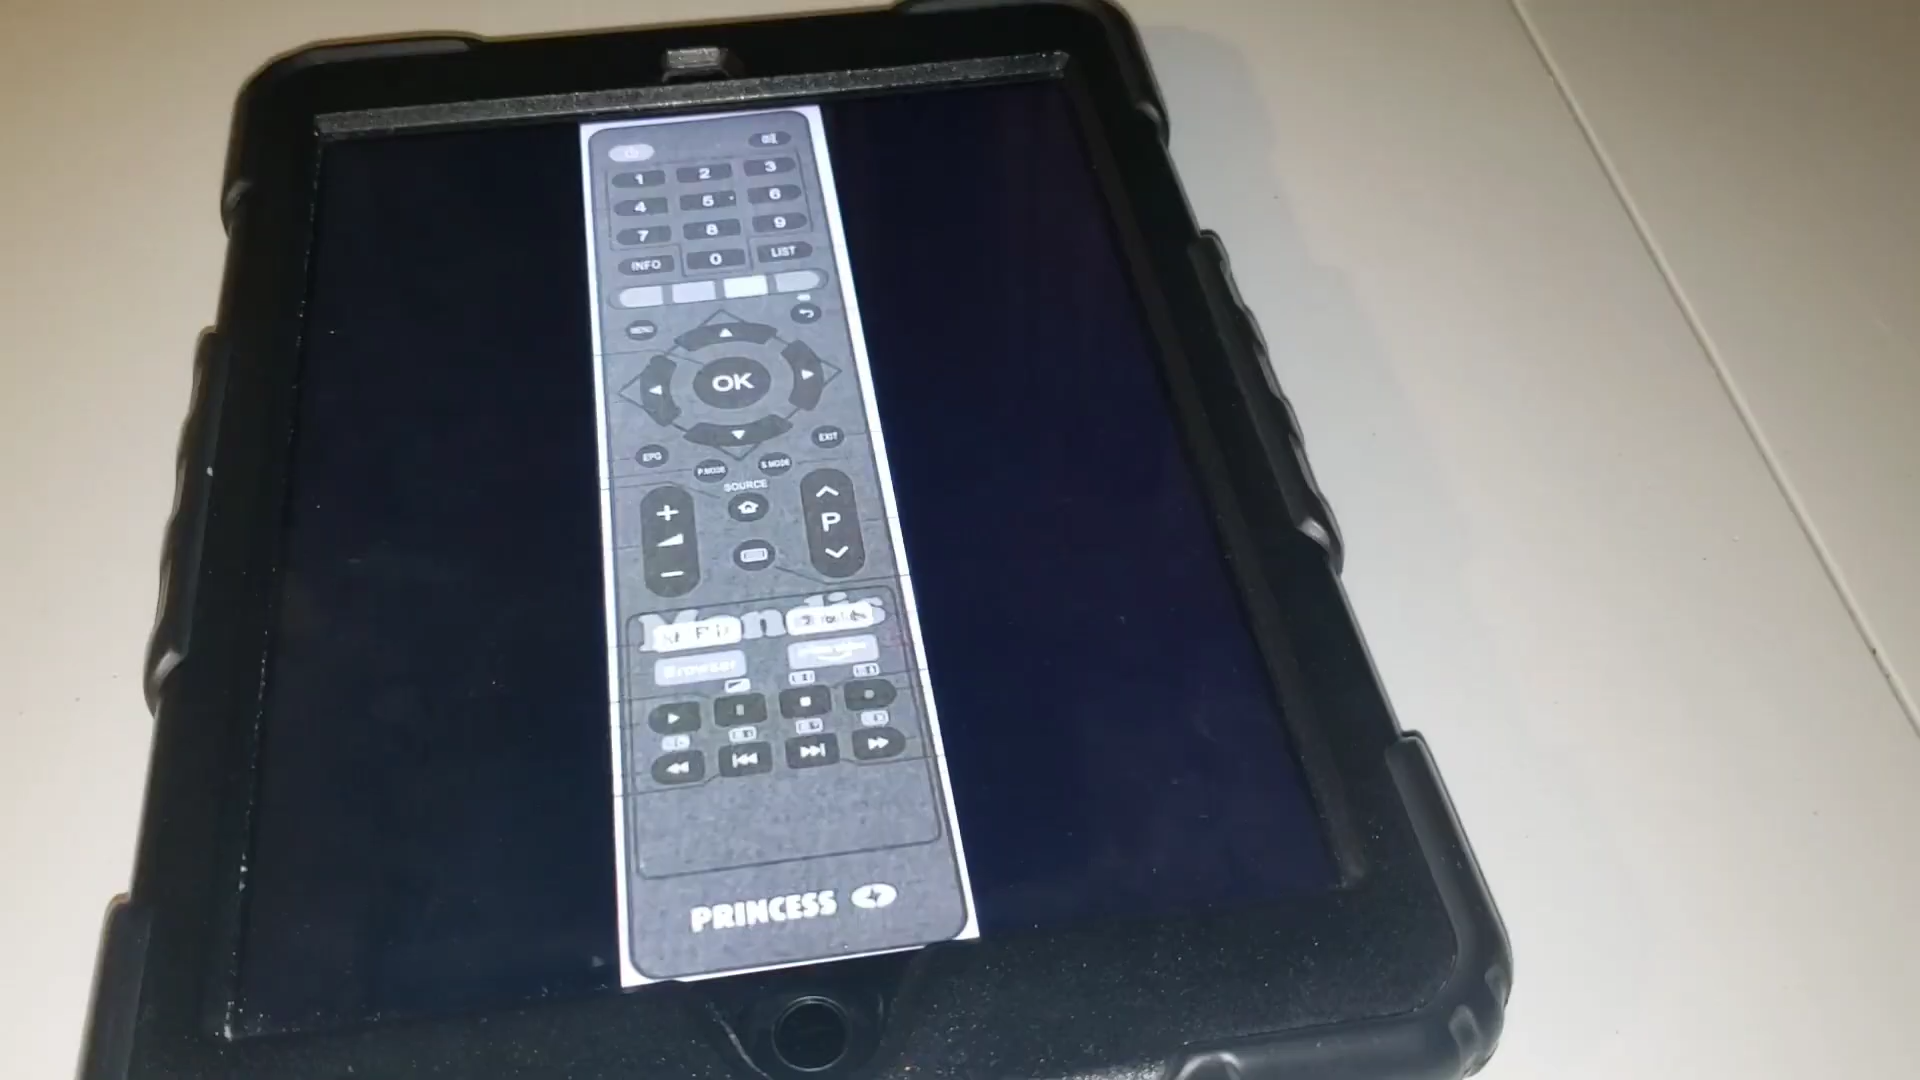 1 2 3
4 5 6
7 8 9
INFO 0 LIST
MENU
OK
EPG EXIT
P.MODE S.MODE
SOURCE
+ P
−
Mandis
Browser
PRINCESS